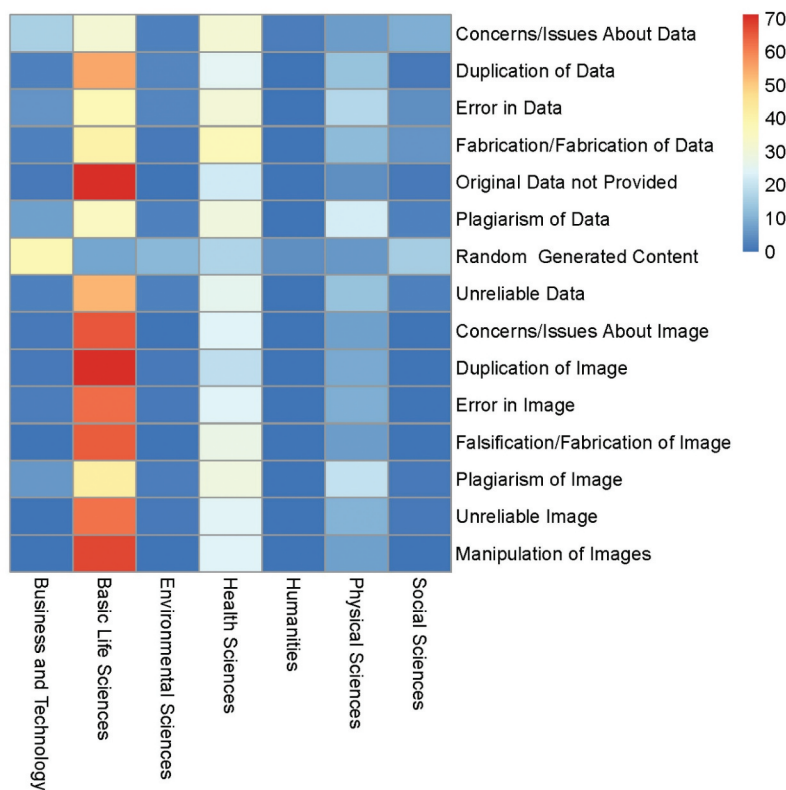 Concerns/Issues About Data
Duplication of Data
Error in Data
Fabrication/Fabrication of Data
Original Data not Provided
Plagiarism of Data
Random  Generated Content
Unreliable Data
Concerns/Issues About Image
Duplication of Image
Error in Image
Falsification/Fabrication of Image
Plagiarism of Image
Unreliable Image
Manipulation of Images
70
60
50
40
30
20
10
0
Business and Technology
Basic Life Sciences
Environmental Sciences
Health Sciences
Humanities
Physical Sciences
Social Sciences